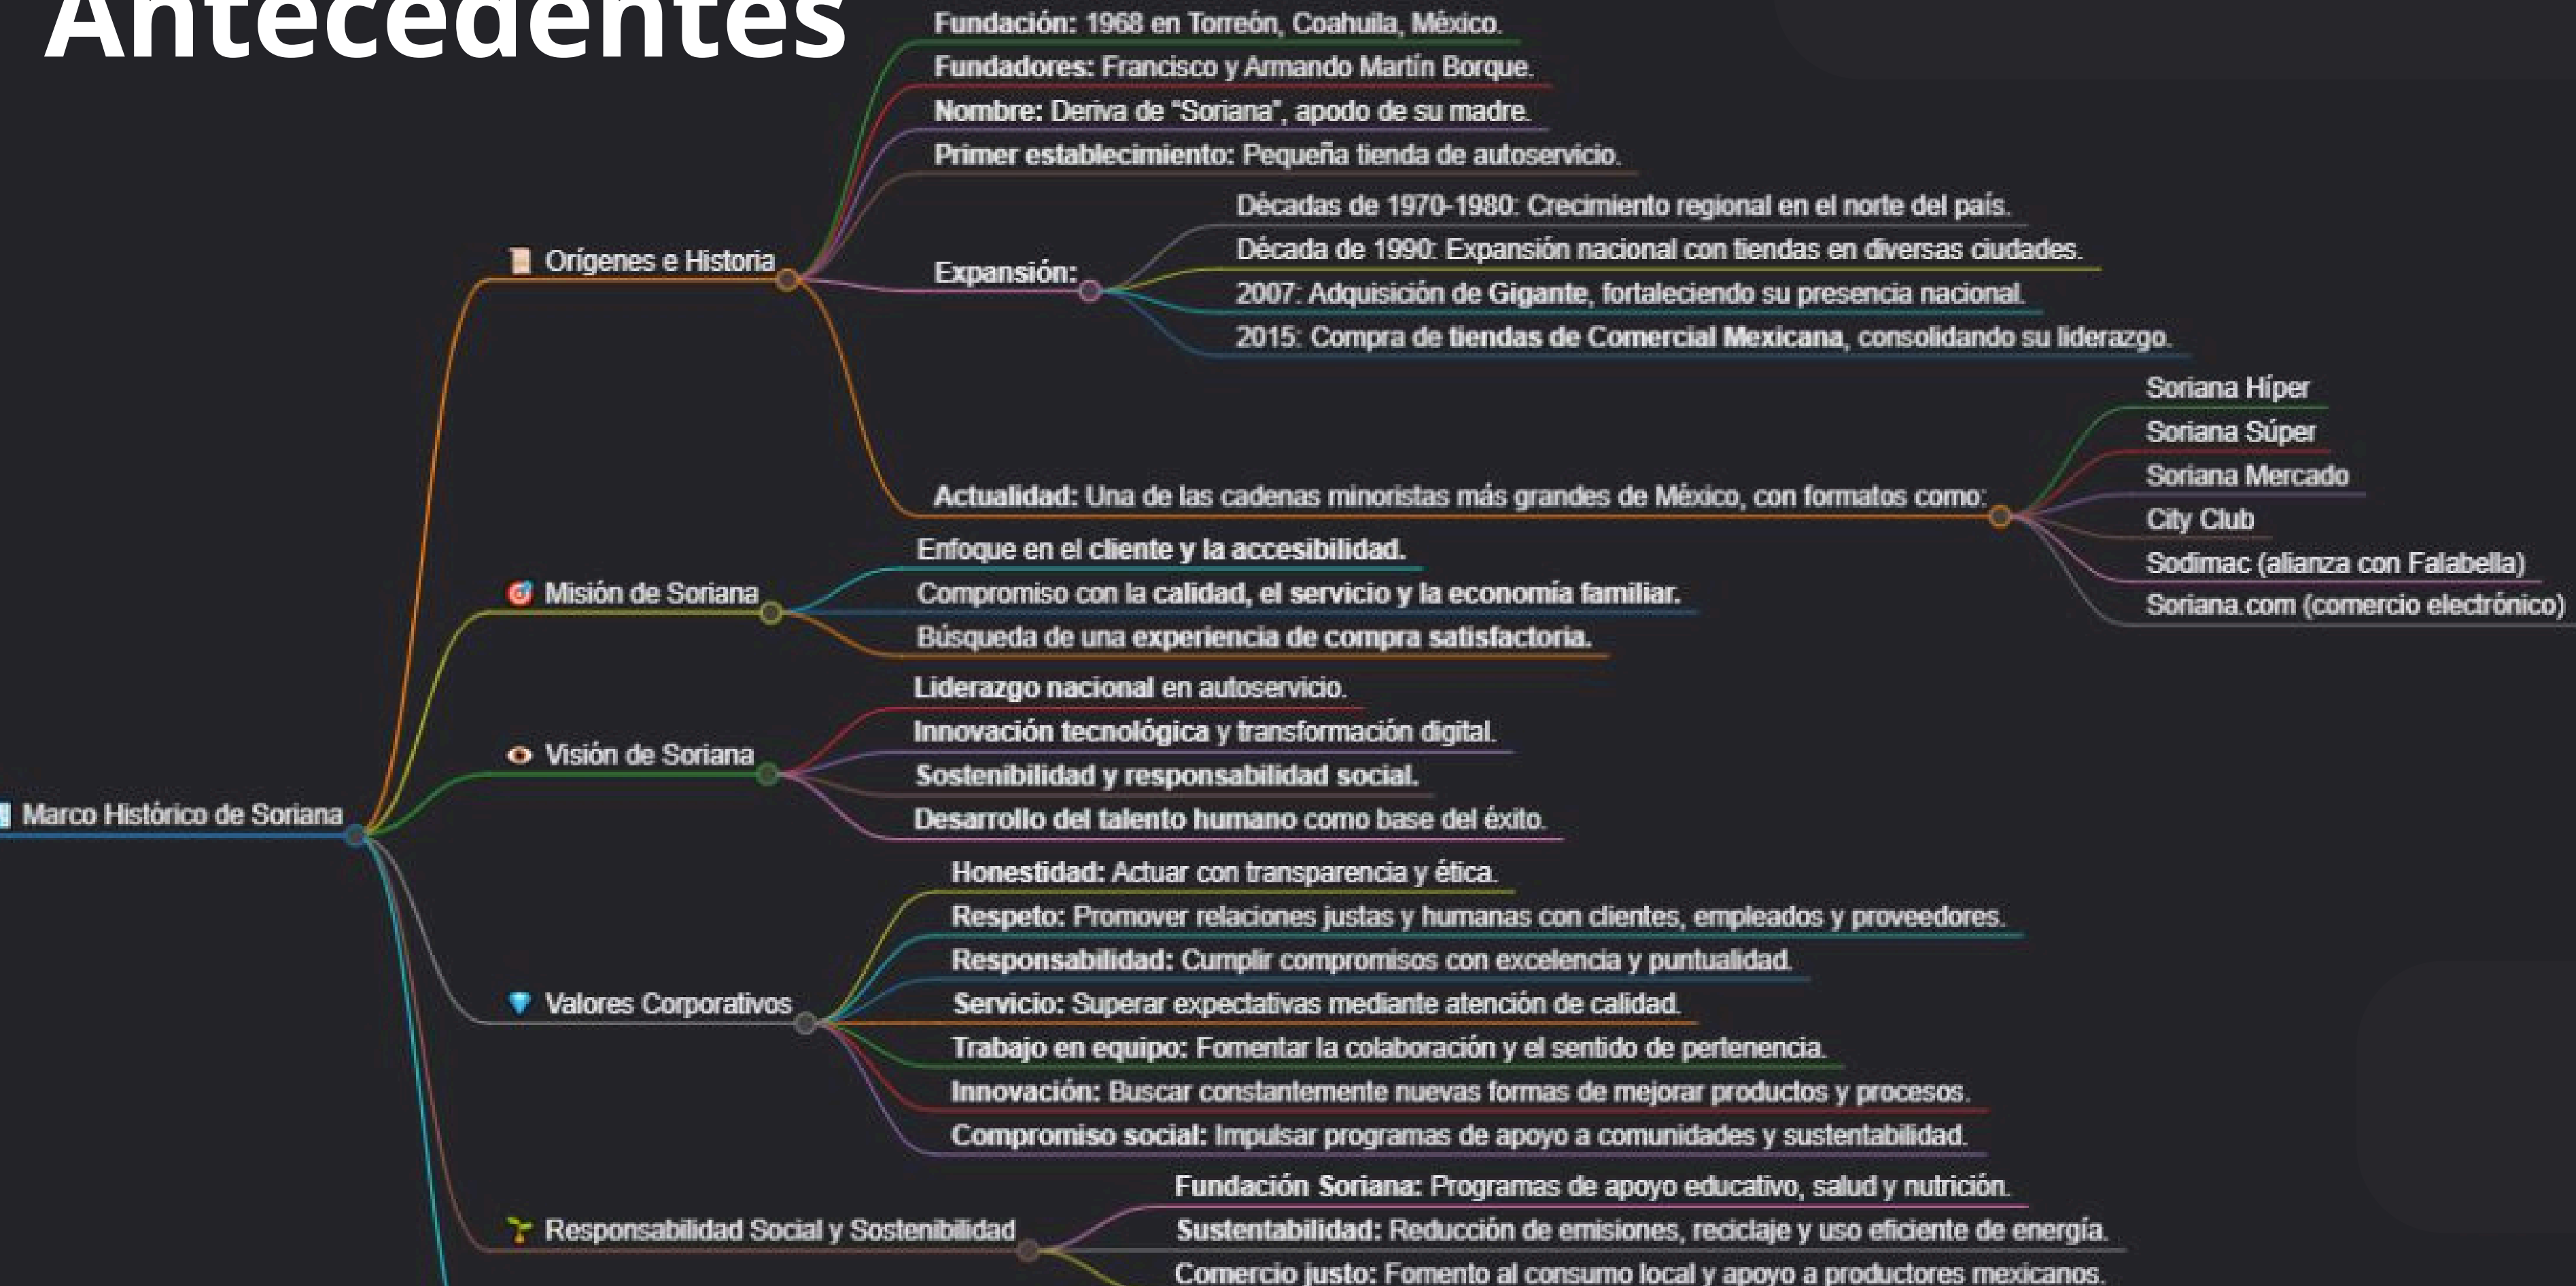 Antecedentes
Fundación: 1968 en Torreón, Coahuila, México.
Fundadores: Francisco y Armando Martín Borque.
Nombre: Deriva de "Soriana", apodo de su madre.
Primer establecimiento: Pequeña tienda de autoservicio.
Orígenes e Historia
Expansión:
Décadas de 1970-1980: Crecimiento regional en el norte del país.
Década de 1990: Expansión nacional con tiendas en diversas ciudades.
2007: Adquisición de Gigante, fortaleciendo su presencia nacional.
2015: Compra de tiendas de Comercial Mexicana, consolidando su liderazgo.
Actualidad: Una de las cadenas minoristas más grandes de México, con formatos como:
Soriana Híper
Soriana Súper
Soriana Mercado
City Club
Sodimac (alianza con Falabella)
Soriana.com (comercio electrónico)
Misión de Soriana
Enfoque en el cliente y la accesibilidad.
Compromiso con la calidad, el servicio y la economía familiar.
Búsqueda de una experiencia de compra satisfactoria.
Visión de Soriana
Liderazgo nacional en autoservicio.
Innovación tecnológica y transformación digital.
Sostenibilidad y responsabilidad social.
Desarrollo del talento humano como base del éxito.
Marco Histórico de Soriana
Valores Corporativos
Honestidad: Actuar con transparencia y ética.
Respeto: Promover relaciones justas y humanas con clientes, empleados y proveedores.
Responsabilidad: Cumplir compromisos con excelencia y puntualidad.
Servicio: Superar expectativas mediante atención de calidad.
Trabajo en equipo: Fomentar la colaboración y el sentido de pertenencia.
Innovación: Buscar constantemente nuevas formas de mejorar productos y procesos.
Compromiso social: Impulsar programas de apoyo a comunidades y sustentabilidad.
Responsabilidad Social y Sostenibilidad
Fundación Soriana: Programas de apoyo educativo, salud y nutrición.
Sustentabilidad: Reducción de emisiones, reciclaje y uso eficiente de energía.
Comercio justo: Fomento al consumo local y apoyo a productores mexicanos.